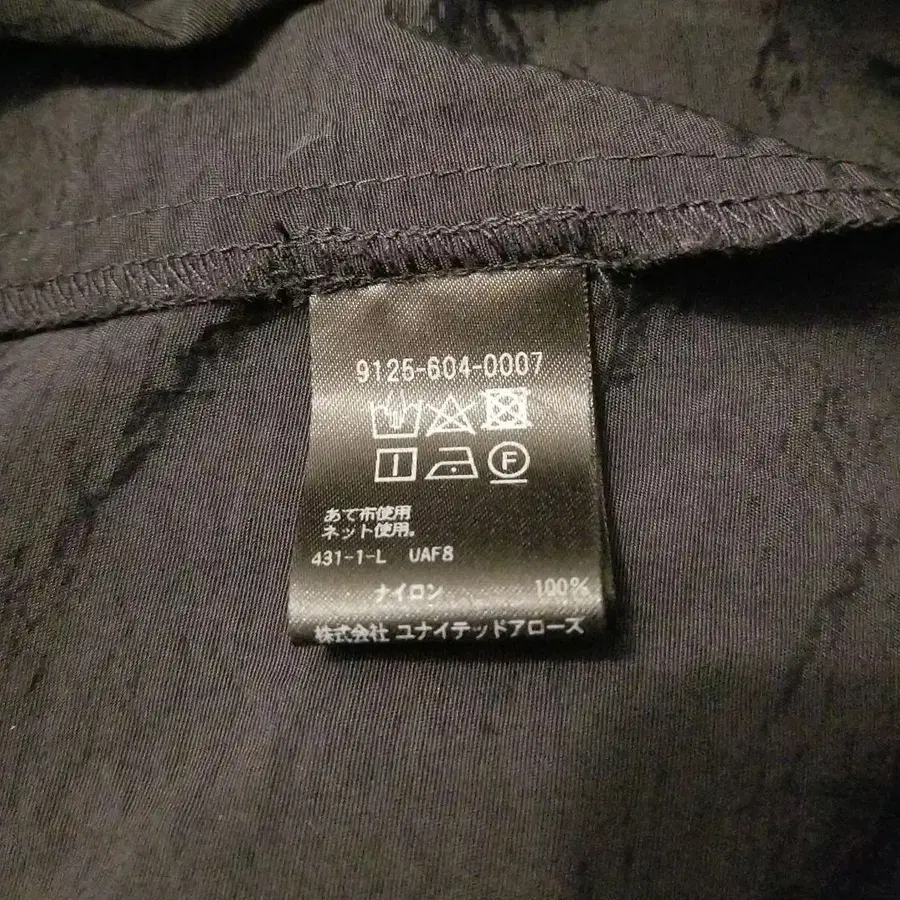 9125-604-0007
F
あて布使用
ネット使用。
431-1-L UAF8
ナイロン 100%
株式会社 ユナイテッドアローズ